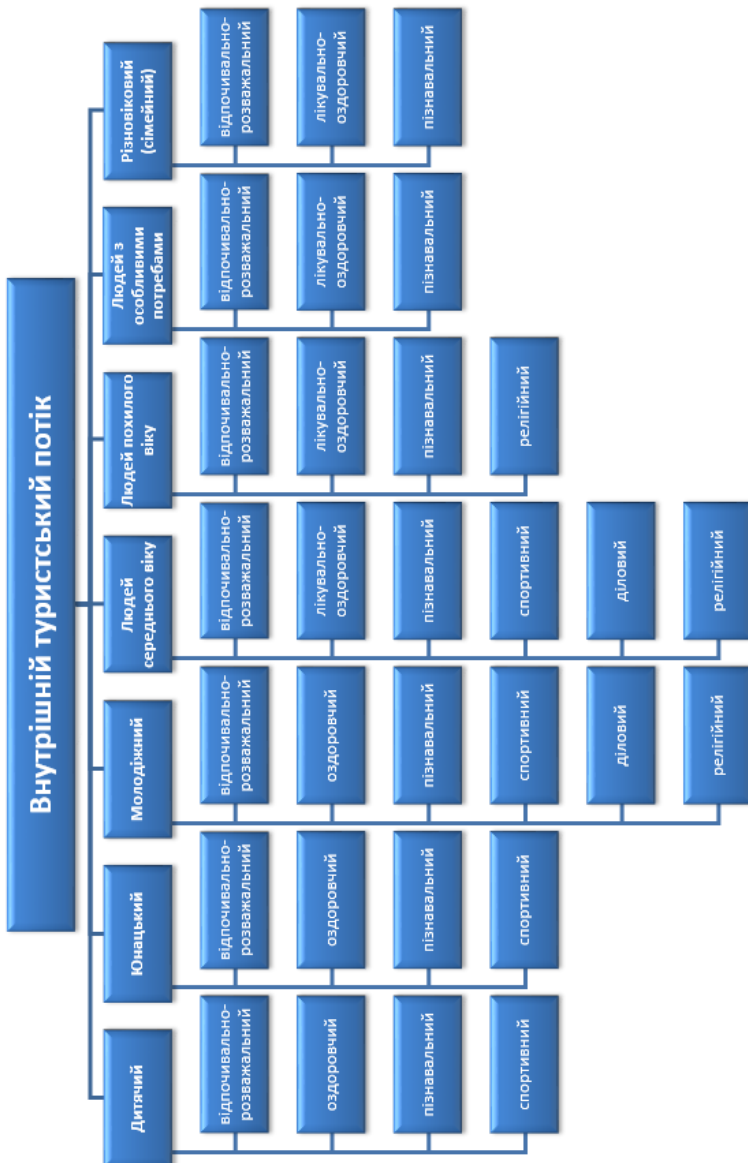 Внутрішній туристський потік
Дитячий
відпочивально-
розважальний
оздоровчий
пізнавальний
спортивний
Юнацький
відпочивально-
розважальний
оздоровчий
пізнавальний
спортивний
Молодіжний
відпочивально-
розважальний
оздоровчий
пізнавальний
спортивний
діловий
релігійний
Людей
середнього віку
відпочивально-
розважальний
лікувально-
оздоровчий
пізнавальний
спортивний
діловий
релігійний
Людей похилого
віку
відпочивально-
розважальний
лікувально-
оздоровчий
пізнавальний
релігійний
Людей з
особливими
потребами
відпочивально-
розважальний
лікувально-
оздоровчий
пізнавальний
Різновіковий
(сімейний)
відпочивально-
розважальний
лікувально-
оздоровчий
пізнавальний